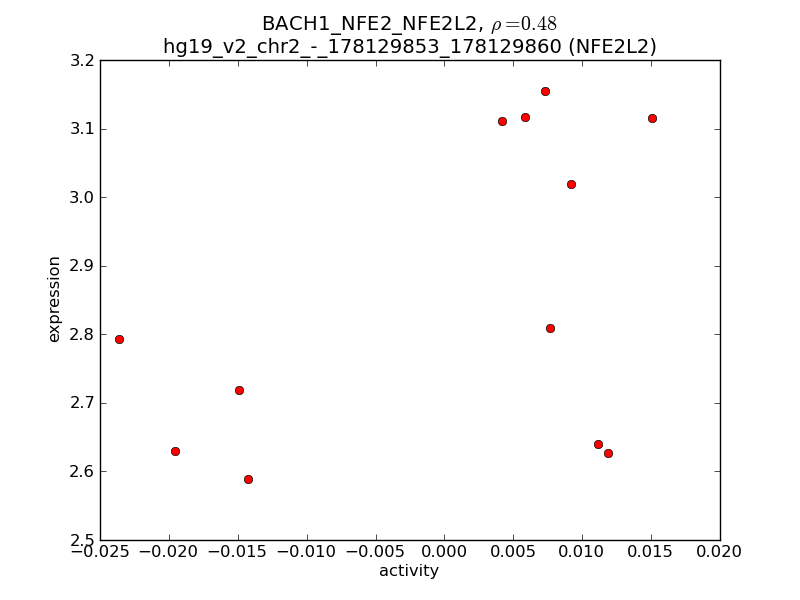 BACH1_NFE2_NFE2L2, ρ=0.48
hg19_v2_chr2_-_178129853_178129860 (NFE2L2)
3.2
3.1
3.0
2.9
2.8
2.7
2.6
2.5
expression
−0.025 −0.020 −0.015 −0.010 −0.005 0.000 0.005 0.010 0.015 0.020
activity